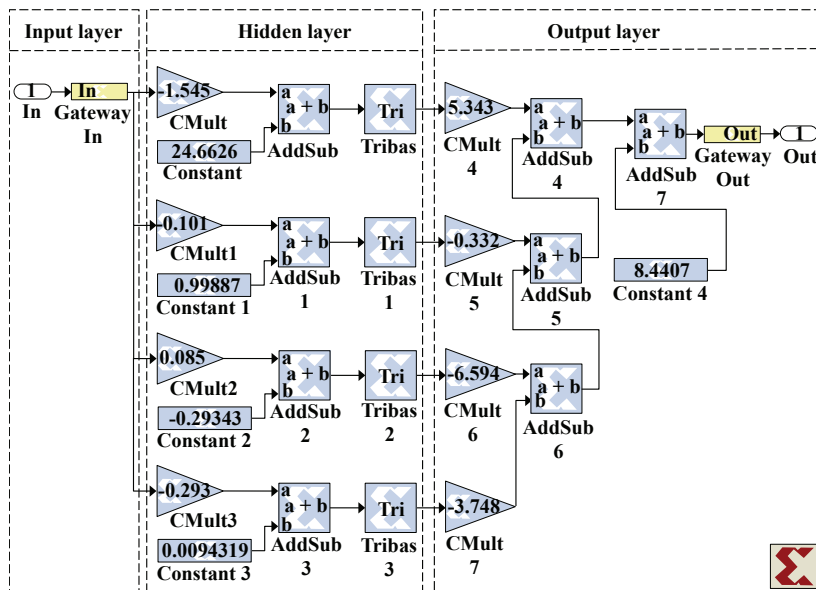 Input layer
Hidden layer
Output layer
1
In
In
Gateway
In
-1.545
CMult
24.6626
Constant
a
a + b
b
AddSub
Tri
Tribas
5.343
CMult
4
a
a + b
b
AddSub
4
a
a + b
b
AddSub
7
Out
Gateway
Out
1
Out
-0.101
CMult1
0.99887
Constant 1
a
a + b
b
AddSub
1
Tri
Tribas
1
-0.332
CMult
5
a
a + b
b
AddSub
5
8.4407
Constant 4
0.085
CMult2
-0.29343
Constant 2
a
a + b
b
AddSub
2
Tri
Tribas
2
-6.594
CMult
6
a
a + b
b
AddSub
6
-0.293
CMult3
0.0094319
Constant 3
a
a + b
b
AddSub
3
Tri
Tribas
3
-3.748
CMult
7